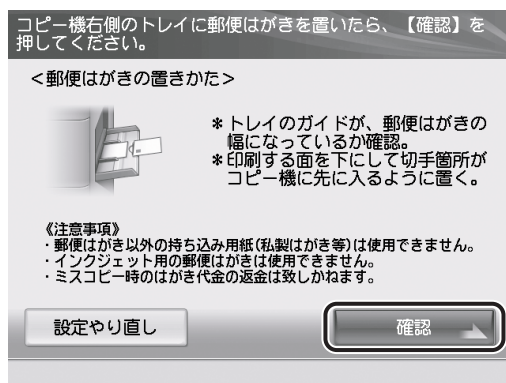 コピー機右側のトレイに郵便はがきを置いたら、【確認】を
押してください。
＜郵便はがきの置きかた＞
＊トレイのガイドが、郵便はがきの
幅になっているか確認。
＊印刷する面を下にして切手箇所が
コピー機に先に入るように置く。
《注意事項》
・郵便はがき以外の持ち込み用紙(私製はがき等)は使用できません。
・インクジェット用の郵便はがきは使用できません。
・ミスコピー時のはがき代金の返金は致しかねます。
設定やり直し
確認